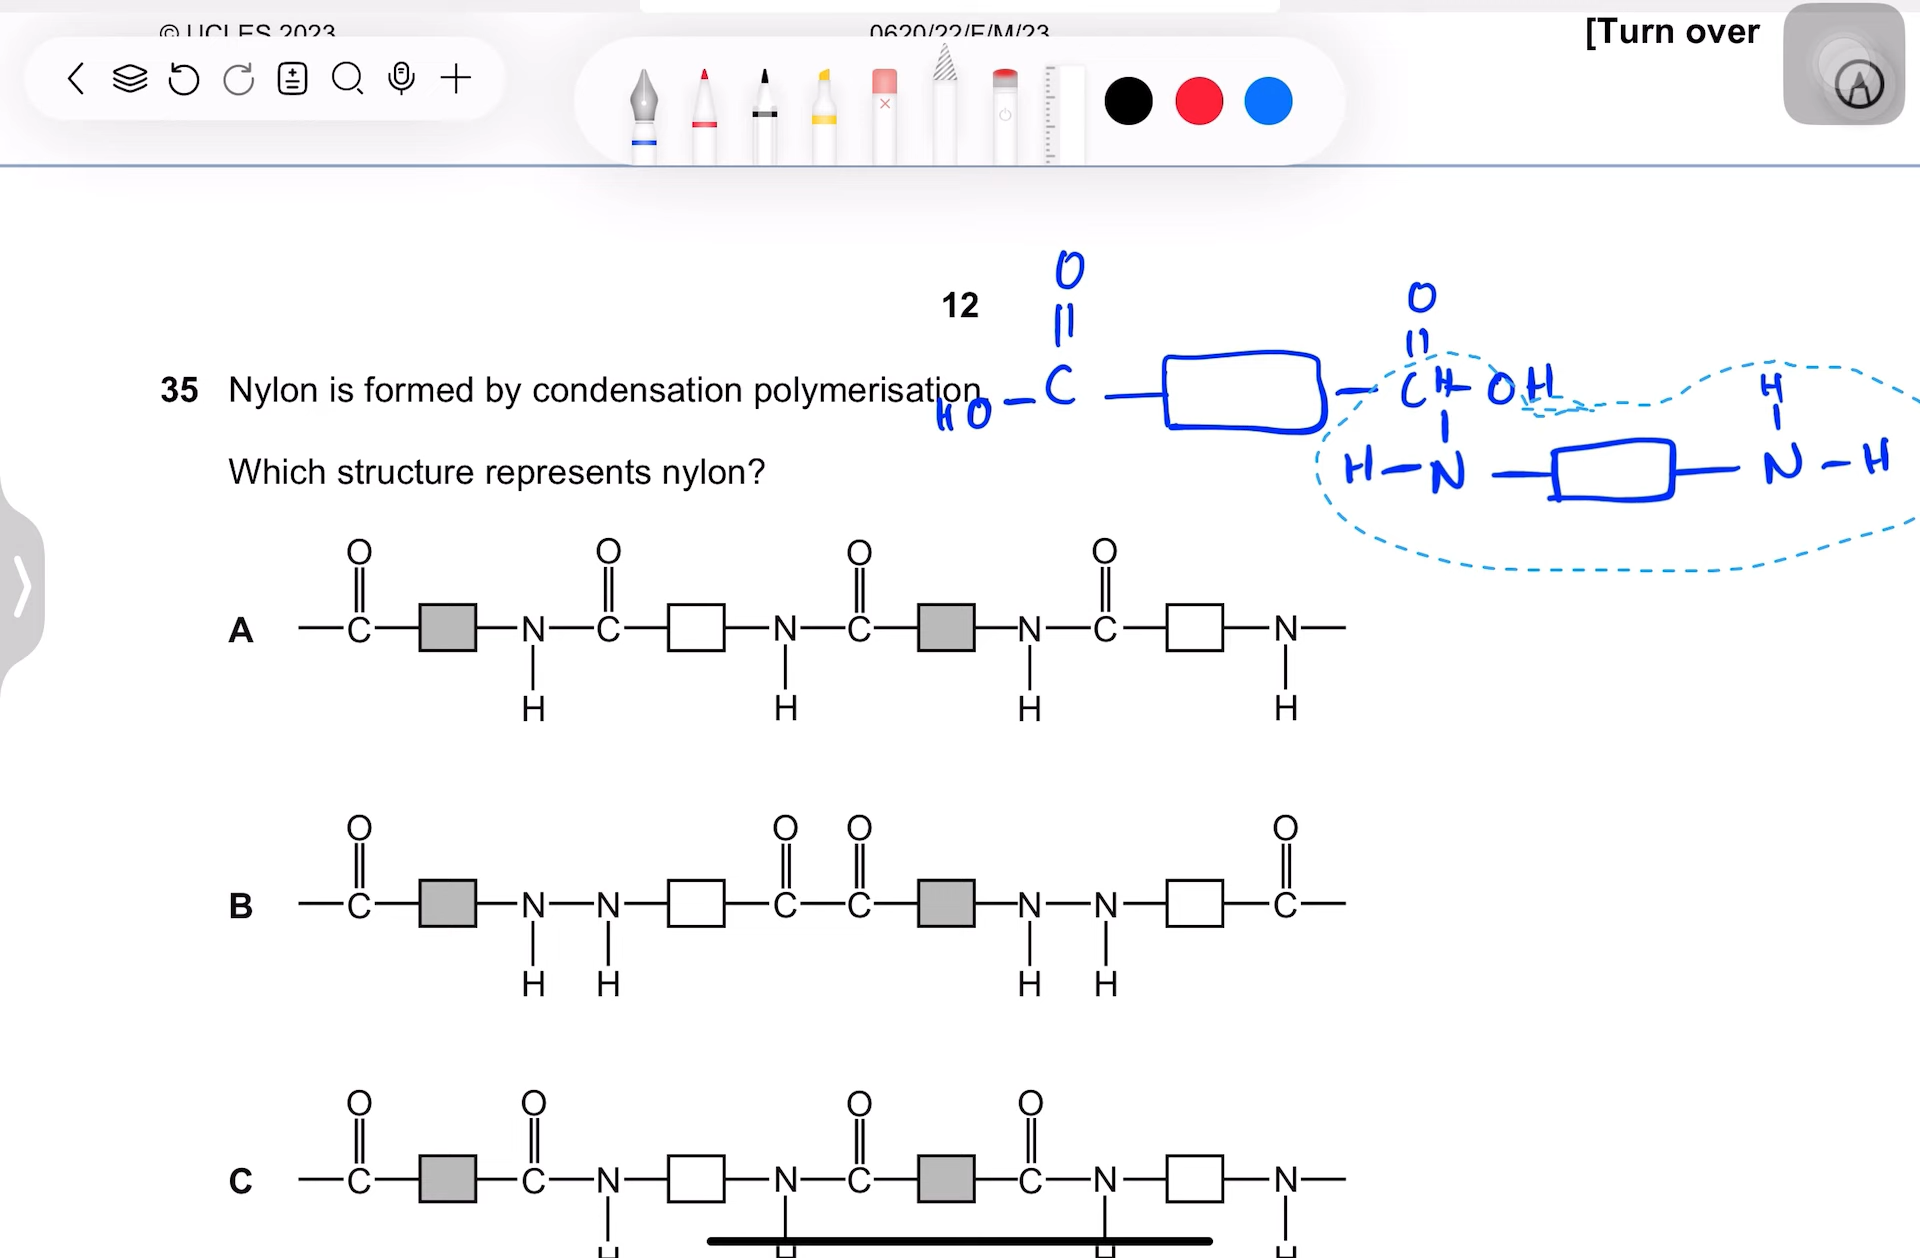 © UCLES 2023
0620/22/F/M/23
[Turn over
12
35 Nylon is formed by condensation polymerisation.
Which structure represents nylon?
O
O
HO–C
C
OH
H
H
H–N
N–H
O O O O
A C N C N C N C N
H H H H
O O O O
B C N N C C N N C
H H H H
O O O O
C C C N N C C N N